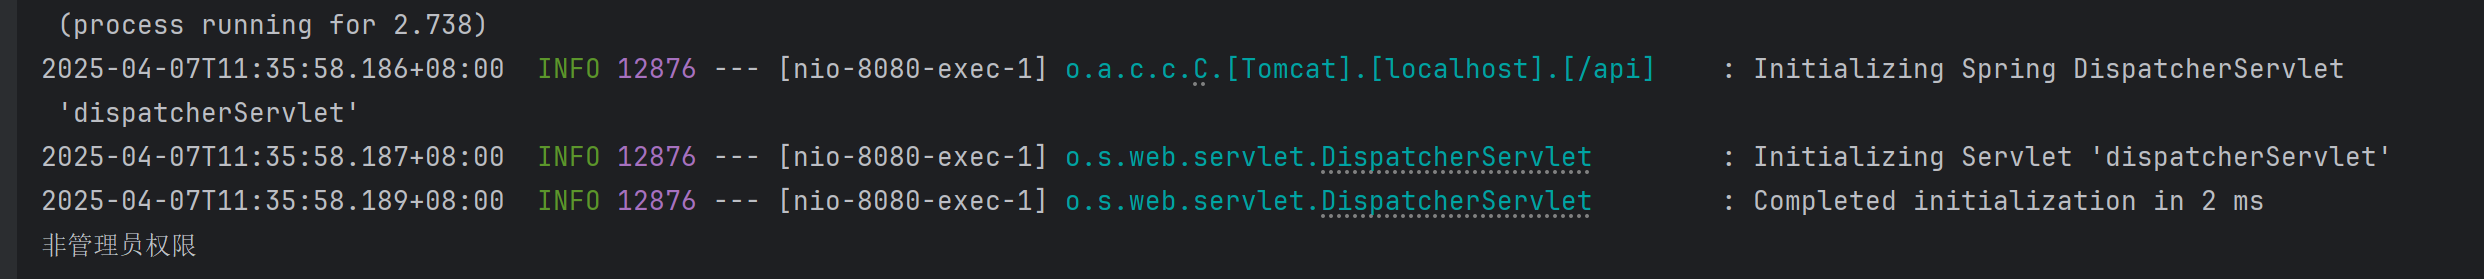 (process running for 2.738)
2025-04-07T11:35:58.186+08:00  INFO 12876 --- [nio-8080-exec-1] o.a.c.c.C.[Tomcat].[localhost].[/api]    : Initializing Spring DispatcherServlet
'dispatcherServlet'
2025-04-07T11:35:58.187+08:00  INFO 12876 --- [nio-8080-exec-1] o.s.web.servlet.DispatcherServlet        : Initializing Servlet 'dispatcherServlet'
2025-04-07T11:35:58.189+08:00  INFO 12876 --- [nio-8080-exec-1] o.s.web.servlet.DispatcherServlet        : Completed initialization in 2 ms
非管理员权限